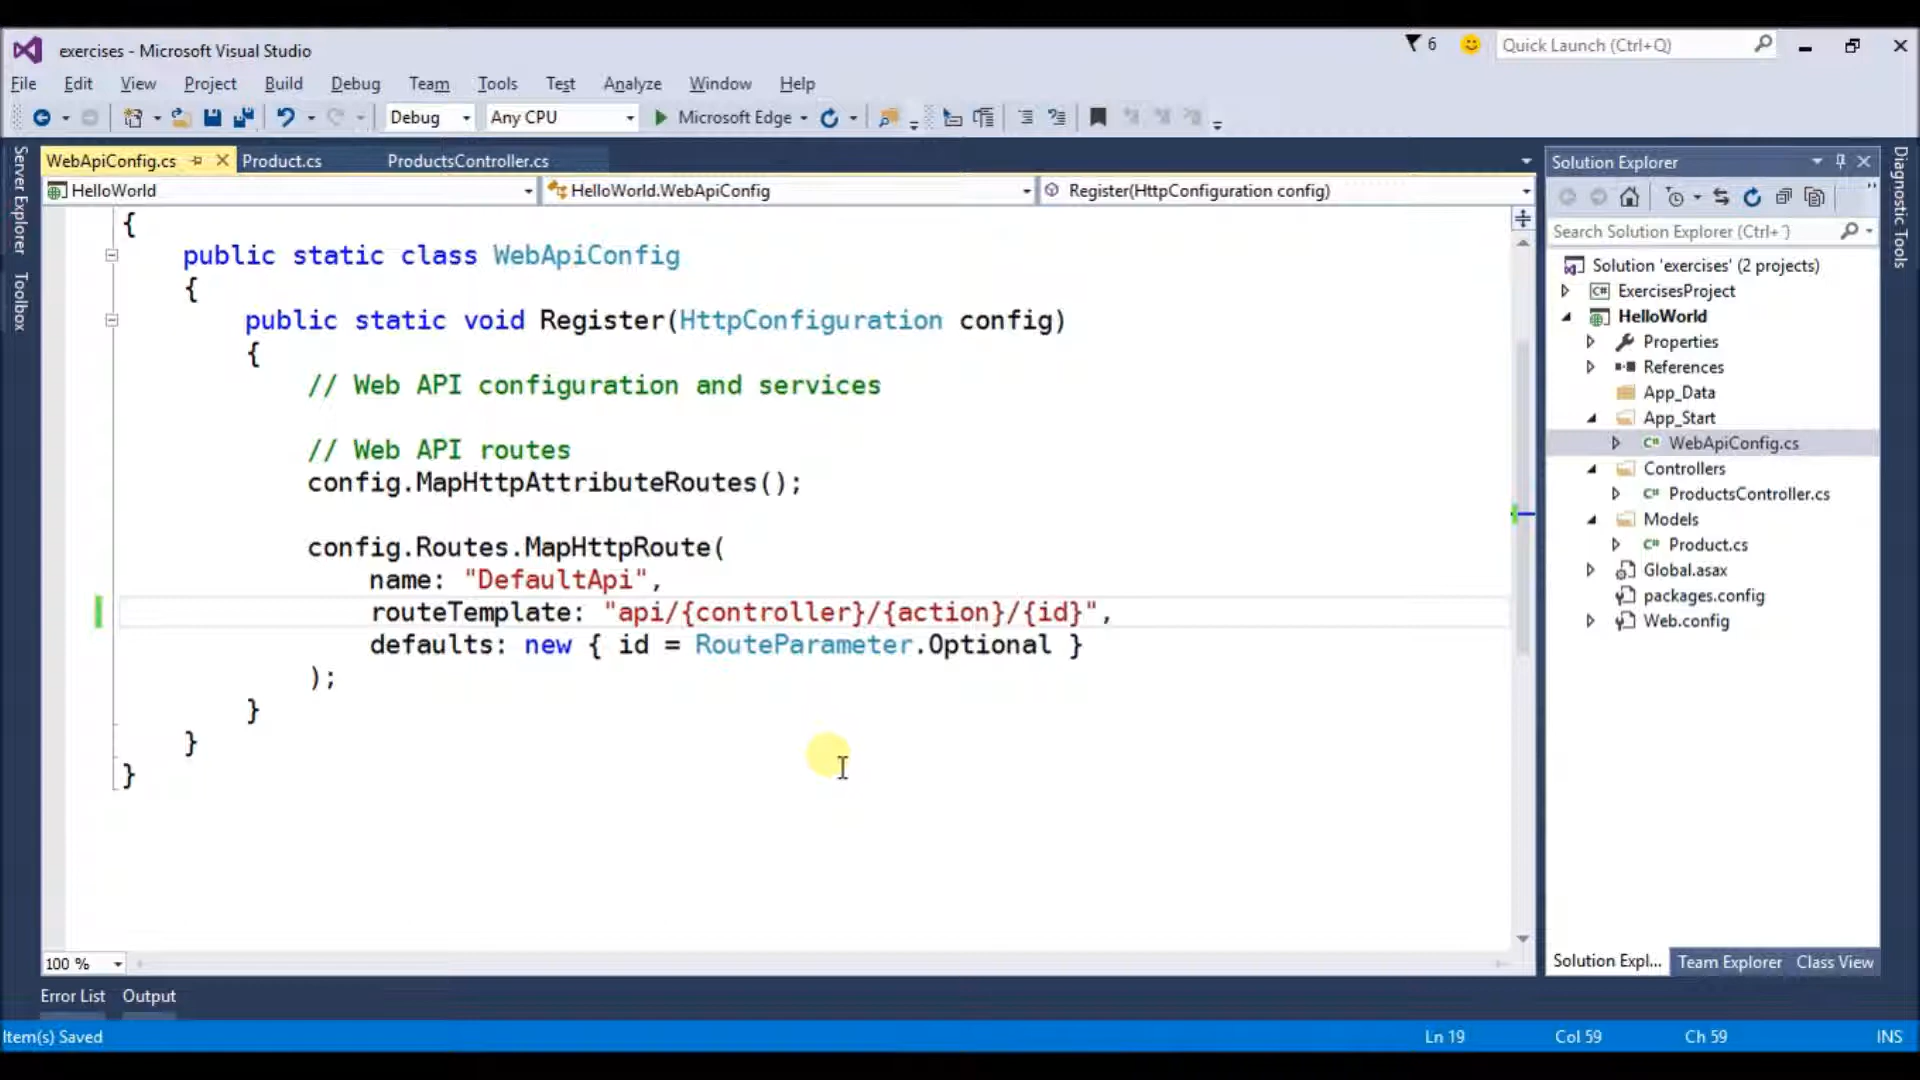 exercises - Microsoft Visual Studio
6
Quick Launch (Ctrl+Q)
File Edit View Project Build Debug Team Tools Test Analyze Window Help
Debug Any CPU Microsoft Edge
Server Explorer
Toolbox
WebApiConfig.cs Product.cs ProductsController.cs
HelloWorld HelloWorld.WebApiConfig Register(HttpConfiguration config)
{
public static class WebApiConfig
{
public static void Register(HttpConfiguration config)
{
// Web API configuration and services
// Web API routes
config.MapHttpAttributeRoutes();
config.Routes.MapHttpRoute(
name: "DefaultApi",
routeTemplate: "api/{controller}/{action}/{id}",
defaults: new { id = RouteParameter.Optional }
);
}
}
}
100 %
Solution Explorer
Search Solution Explorer (Ctrl+¨)
Solution 'exercises' (2 projects)
C# ExercisesProject
HelloWorld
Properties
References
App_Data
App_Start
C# WebApiConfig.cs
Controllers
C# ProductsController.cs
Models
C# Product.cs
Global.asax
packages.config
Web.config
Solution Expl... Team Explorer Class View
Diagnostic Tools
Error List Output
Item(s) Saved Ln 19 Col 59 Ch 59 INS